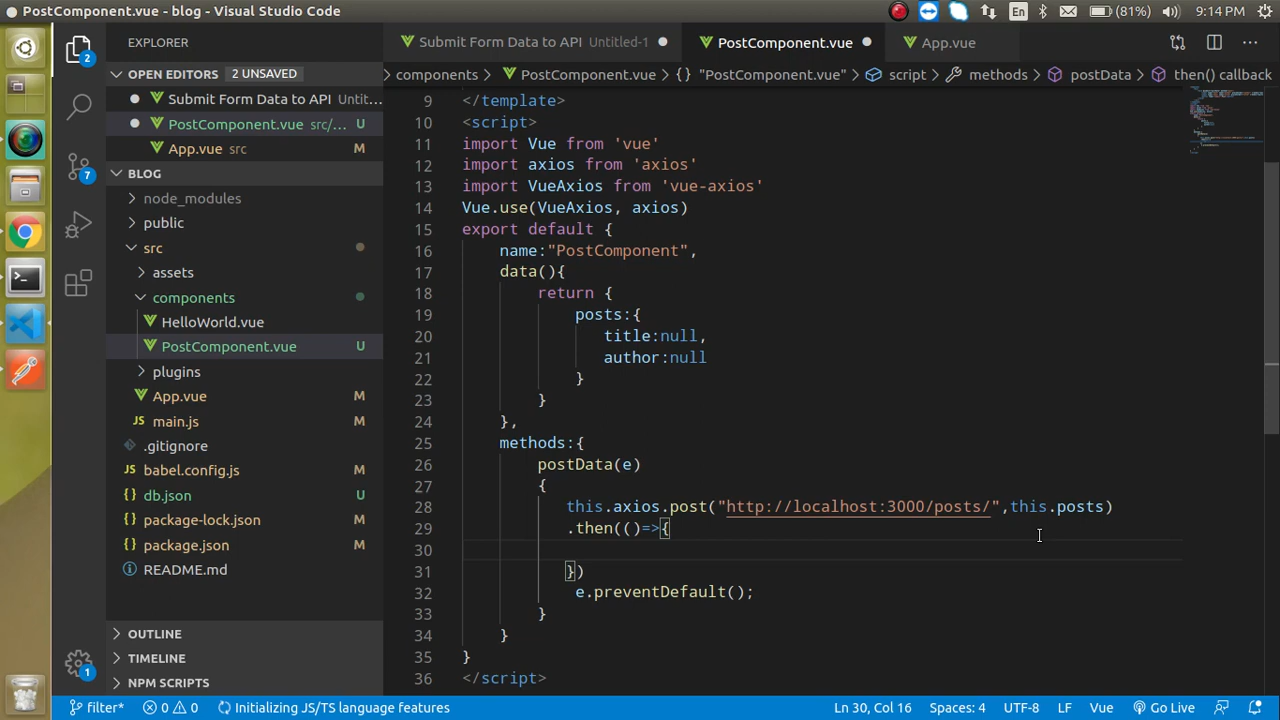 PostComponent.vue - blog - Visual Studio Code
En
(81%)
9:14 PM
2
7
1
EXPLORER
OPEN EDITORS 2 UNSAVED
Submit Form Data to API Untit...
PostComponent.vue src/... U
App.vue src M
BLOG
node_modules
public
src
assets
components
HelloWorld.vue
PostComponent.vue U
plugins
App.vue M
main.js M
.gitignore
babel.config.js M
db.json U
package-lock.json M
package.json M
README.md
OUTLINE
TIMELINE
NPM SCRIPTS
Submit Form Data to API Untitled-1
PostComponent.vue
App.vue
components > PostComponent.vue > {} "PostComponent.vue" > script > methods > postData > then() callback
9 </template>
10 <script>
11 import Vue from 'vue'
12 import axios from 'axios'
13 import VueAxios from 'vue-axios'
14 Vue.use(VueAxios, axios)
15 export default {
16 name:"PostComponent",
17 data(){
18 return {
19 posts:{
20 title:null,
21 author:null
22 }
23 }
24 },
25 methods:{
26 postData(e)
27 {
28 this.axios.post("http://localhost:3000/posts/",this.posts)
29 .then(()=>{
30
31 })
32 e.preventDefault();
33 }
34 }
35 }
36 </script>
filter* 0 0 Initializing JS/TS language features
Ln 30, Col 16 Spaces: 4 UTF-8 LF Vue Go Live